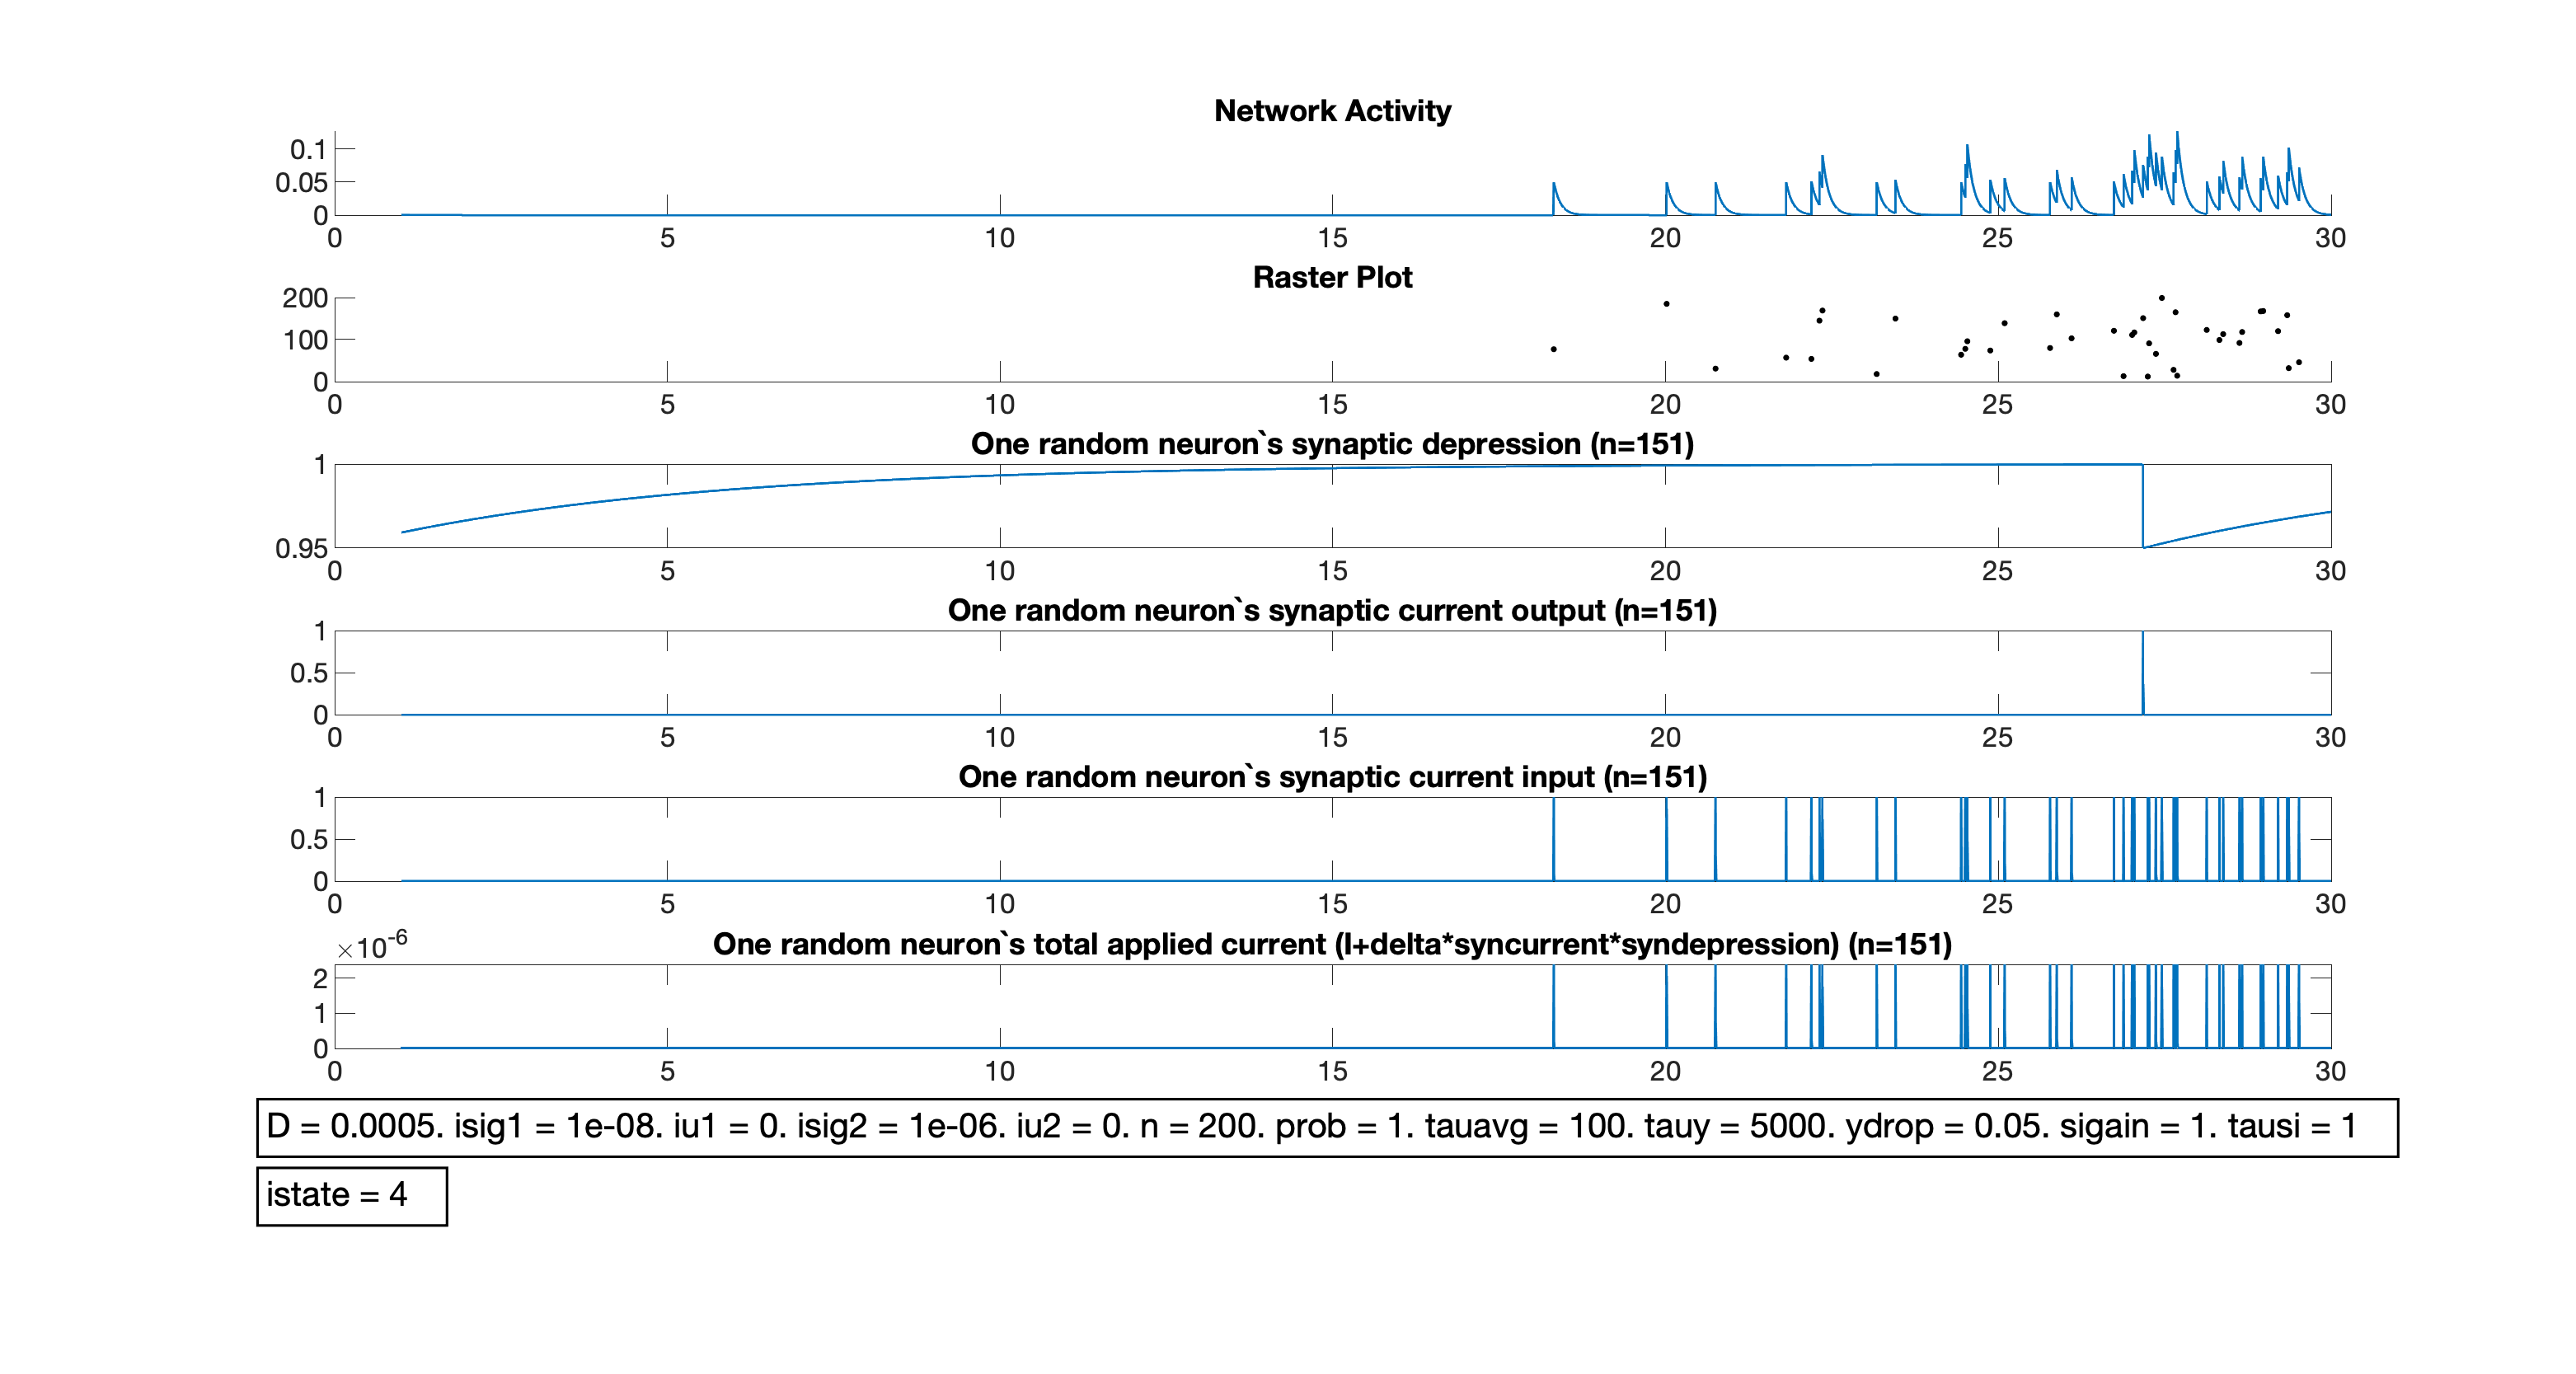 Network Activity
0.1
0.05
0
0 5 10 15 20 25 30
Raster Plot
200
100
0
0 5 10 15 20 25 30
One random neuron`s synaptic depression (n=151)
1
0.95
0 5 10 15 20 25 30
One random neuron`s synaptic current output (n=151)
1
0.5
0
0 5 10 15 20 25 30
One random neuron`s synaptic current input (n=151)
1
0.5
0
0 5 10 15 20 25 30
×10⁻⁶ One random neuron`s total applied current (I+delta*syncurrent*syndepression) (n=151)
2
1
0
0 5 10 15 20 25 30
D = 0.0005. isig1 = 1e-08. iu1 = 0. isig2 = 1e-06. iu2 = 0. n = 200. prob = 1. tauavg = 100. tauy = 5000. ydrop = 0.05. sigain = 1. tausi = 1
istate = 4